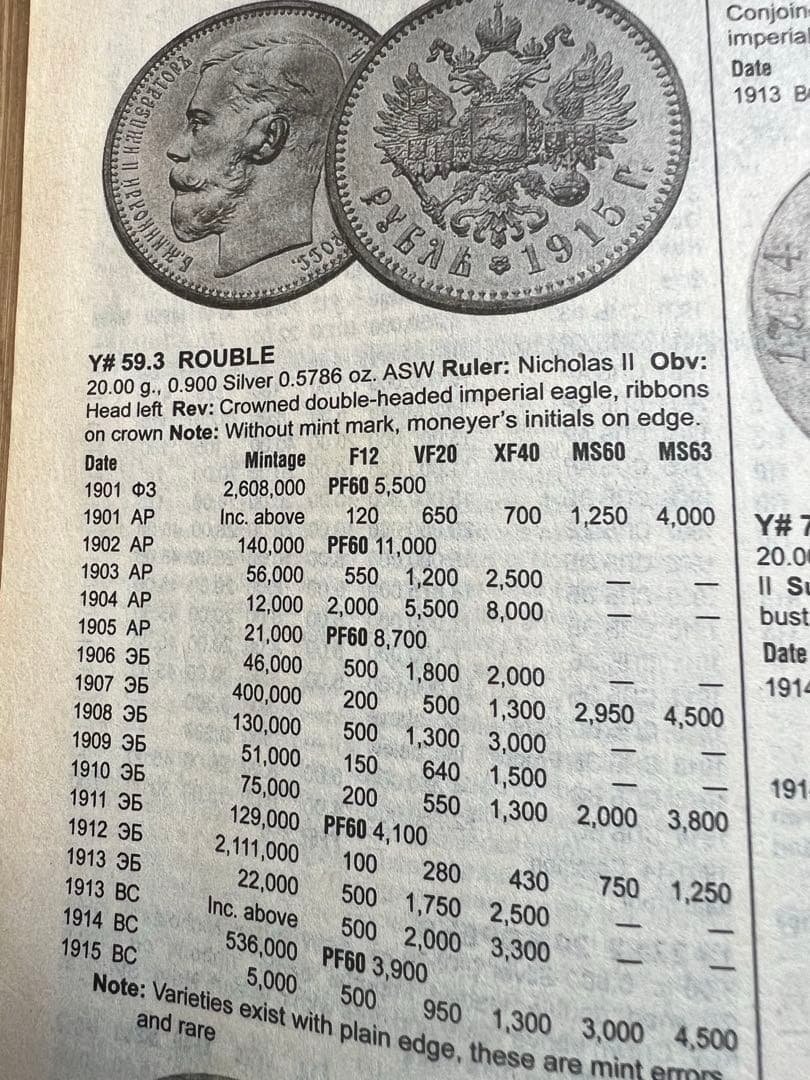 Б.М.НИКОЛАЙ II ИМПЕРАТОРЪ
РУБЛЬ 1915 Г.
Y# 59.3 ROUBLE
20.00 g., 0.900 Silver 0.5786 oz. ASW Ruler: Nicholas II Obv:
Head left Rev: Crowned double-headed imperial eagle, ribbons
on crown Note: Without mint mark, moneyer's initials on edge.
Date Mintage F12 VF20 XF40 MS60 MS63
1901 ФЗ 2,608,000 PF60 5,500
1901 AP Inc. above 120 650 700 1,250 4,000
1902 AP 140,000 PF60 11,000
1903 AP 56,000 550 1,200 2,500 — —
1904 AP 12,000 2,000 5,500 8,000 — —
1905 AP 21,000 PF60 8,700
1906 ЭБ 46,000 500 1,800 2,000 — —
1907 ЭБ 400,000 200 500 1,300 2,950 4,500
1908 ЭБ 130,000 500 1,300 3,000 — —
1909 ЭБ 51,000 150 640 1,500 — —
1910 ЭБ 75,000 200 550 1,300 2,000 3,800
1911 ЭБ 129,000 PF60 4,100
1912 ЭБ 2,111,000 100 280 430 750 1,250
1913 ЭБ 22,000 500 1,750 2,500 — —
1913 BC Inc. above 500 2,000 3,300 — —
1914 BC 536,000 PF60 3,900
1915 BC 5,000 500 950 1,300 3,000 4,500
Note: Varieties exist with plain edge, these are mint errors
and rare
Conjoin
imperial
Date
1913
Y#
20.0
II
bust
Date
1914
191